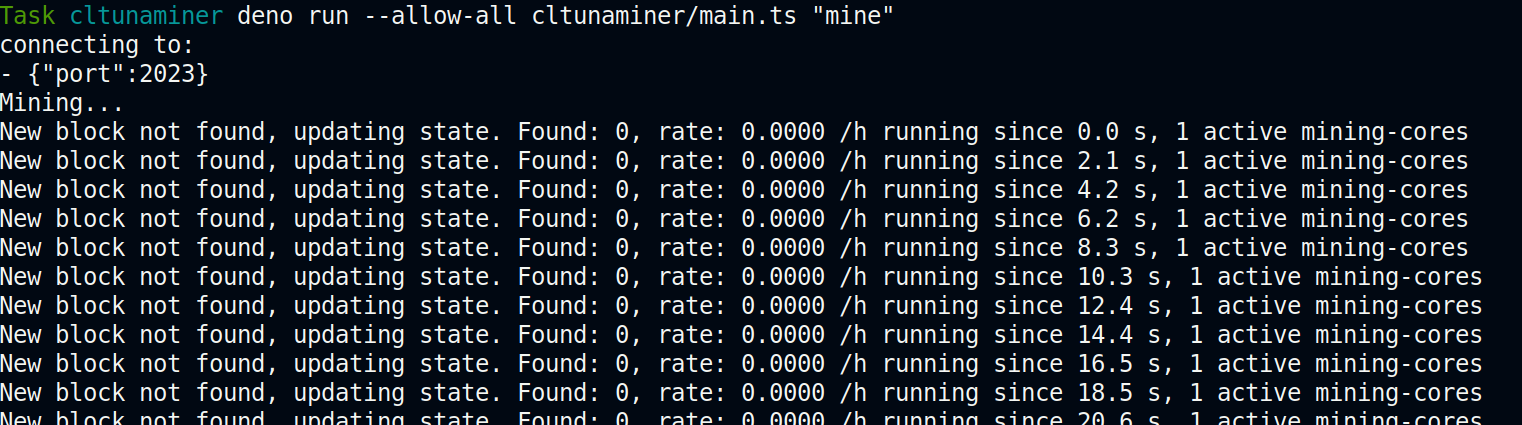 Task cltunaminer deno run --allow-all cltunaminer/main.ts "mine"
connecting to:
- {"port":2023}
Mining...
New block not found, updating state. Found: 0, rate: 0.0000 /h running since 0.0 s, 1 active mining-cores
New block not found, updating state. Found: 0, rate: 0.0000 /h running since 2.1 s, 1 active mining-cores
New block not found, updating state. Found: 0, rate: 0.0000 /h running since 4.2 s, 1 active mining-cores
New block not found, updating state. Found: 0, rate: 0.0000 /h running since 6.2 s, 1 active mining-cores
New block not found, updating state. Found: 0, rate: 0.0000 /h running since 8.3 s, 1 active mining-cores
New block not found, updating state. Found: 0, rate: 0.0000 /h running since 10.3 s, 1 active mining-cores
New block not found, updating state. Found: 0, rate: 0.0000 /h running since 12.4 s, 1 active mining-cores
New block not found, updating state. Found: 0, rate: 0.0000 /h running since 14.4 s, 1 active mining-cores
New block not found, updating state. Found: 0, rate: 0.0000 /h running since 16.5 s, 1 active mining-cores
New block not found, updating state. Found: 0, rate: 0.0000 /h running since 18.5 s, 1 active mining-cores
New block not found, updating state. Found: 0, rate: 0.0000 /h running since 20.6 s, 1 active mining-cores